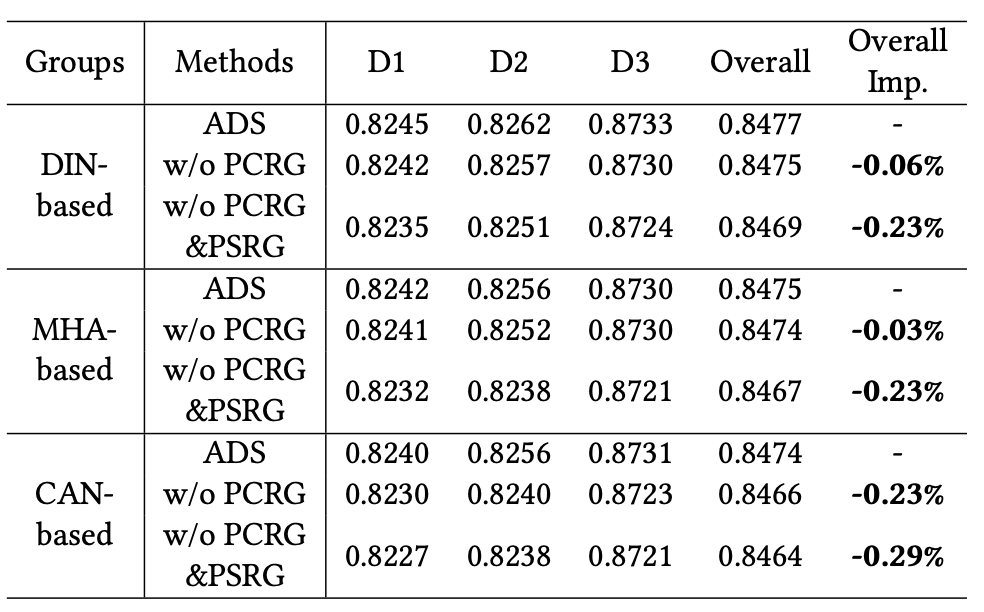 Groups Methods D1 D2 D3 Overall Overall Imp.
DIN-based
ADS 0.8245 0.8262 0.8733 0.8477 -
w/o PCRG 0.8242 0.8257 0.8730 0.8475 -0.06%
w/o PCRG &PSRG 0.8235 0.8251 0.8724 0.8469 -0.23%
MHA-based
ADS 0.8242 0.8256 0.8730 0.8475 -
w/o PCRG 0.8241 0.8252 0.8730 0.8474 -0.03%
w/o PCRG &PSRG 0.8232 0.8238 0.8721 0.8467 -0.23%
CAN-based
ADS 0.8240 0.8256 0.8731 0.8474 -
w/o PCRG 0.8230 0.8240 0.8723 0.8466 -0.23%
w/o PCRG &PSRG 0.8227 0.8238 0.8721 0.8464 -0.29%